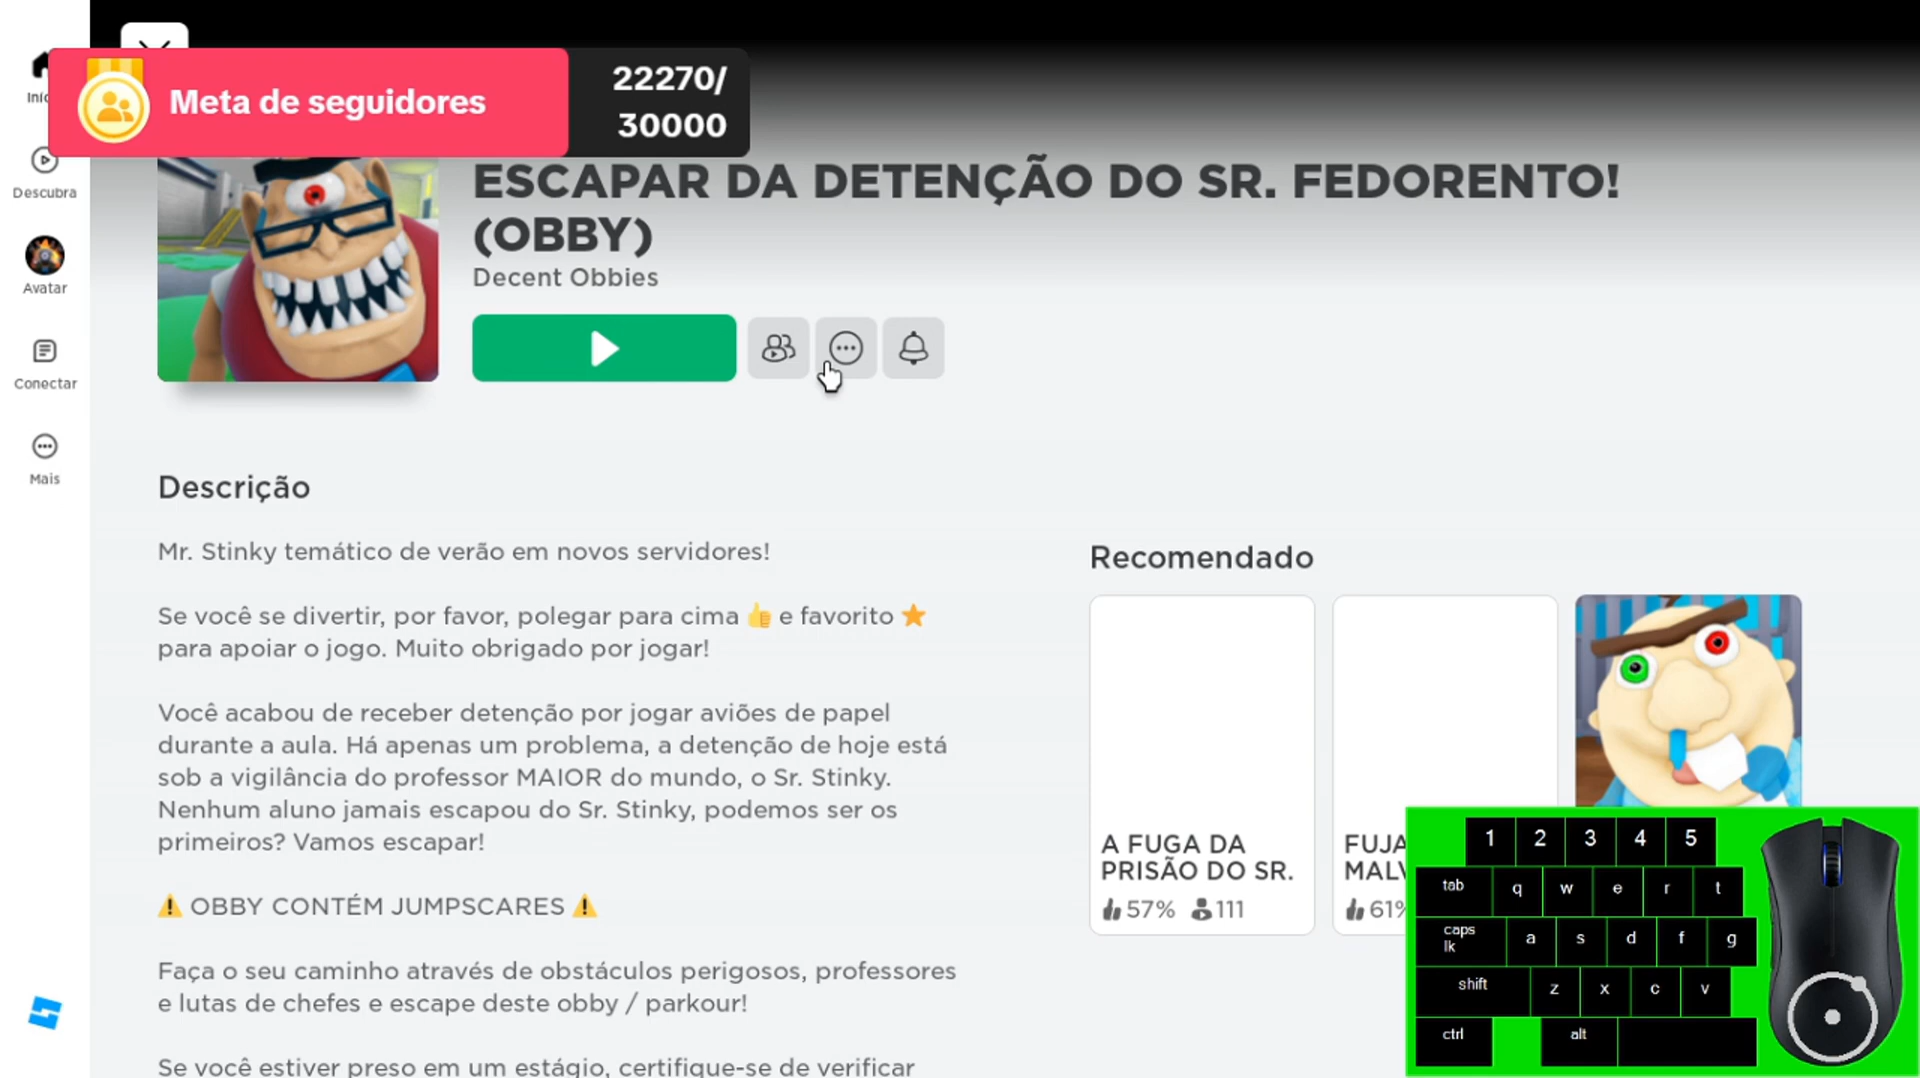 Meta de seguidores
22270/
30000
Descubra
Avatar
Conectar
Mais
ESCAPAR DA DETENÇÃO DO SR. FEDORENTO!
(OBBY)
Decent Obbies
Descrição
Mr. Stinky temático de verão em novos servidores!
Se você se divertir, por favor, polegar para cima 👍 e favorito ⭐
para apoiar o jogo. Muito obrigado por jogar!
Você acabou de receber detenção por jogar aviões de papel
durante a aula. Há apenas um problema, a detenção de hoje está
sob a vigilância do professor MAIOR do mundo, o Sr. Stinky.
Nenhum aluno jamais escapou do Sr. Stinky, podemos ser os
primeiros? Vamos escapar!
⚠️ OBBY CONTÉM JUMPSCARES ⚠️
Faça o seu caminho através de obstáculos perigosos, professores
e lutas de chefes e escape deste obby / parkour!
Se você estiver preso em um estágio, certifique-se de verificar
Recomendado
A FUGA DA
PRISÃO DO SR.
57% 111
FUJA
61%
1 2 3 4 5
tab q w e r t
caps
lk
a s d f g
shift z x c v
ctrl alt